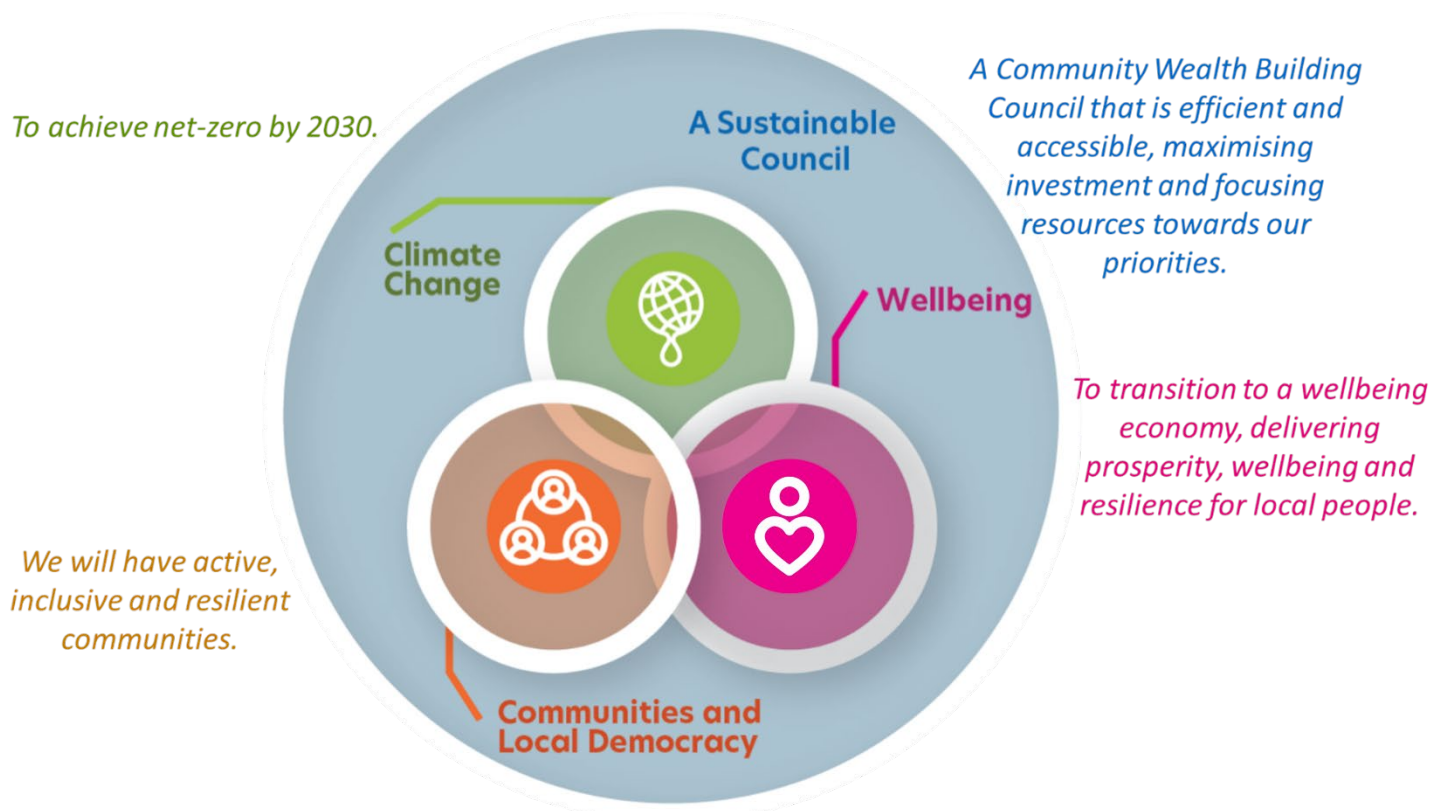 To achieve net-zero by 2030.
A Sustainable
Council
A Community Wealth Building
Council that is efficient and
accessible, maximising
investment and focusing
resources towards our
priorities.
Climate
Change
Wellbeing
To transition to a wellbeing
economy, delivering
prosperity, wellbeing and
resilience for local people.
We will have active,
inclusive and resilient
communities.
Communities and
Local Democracy